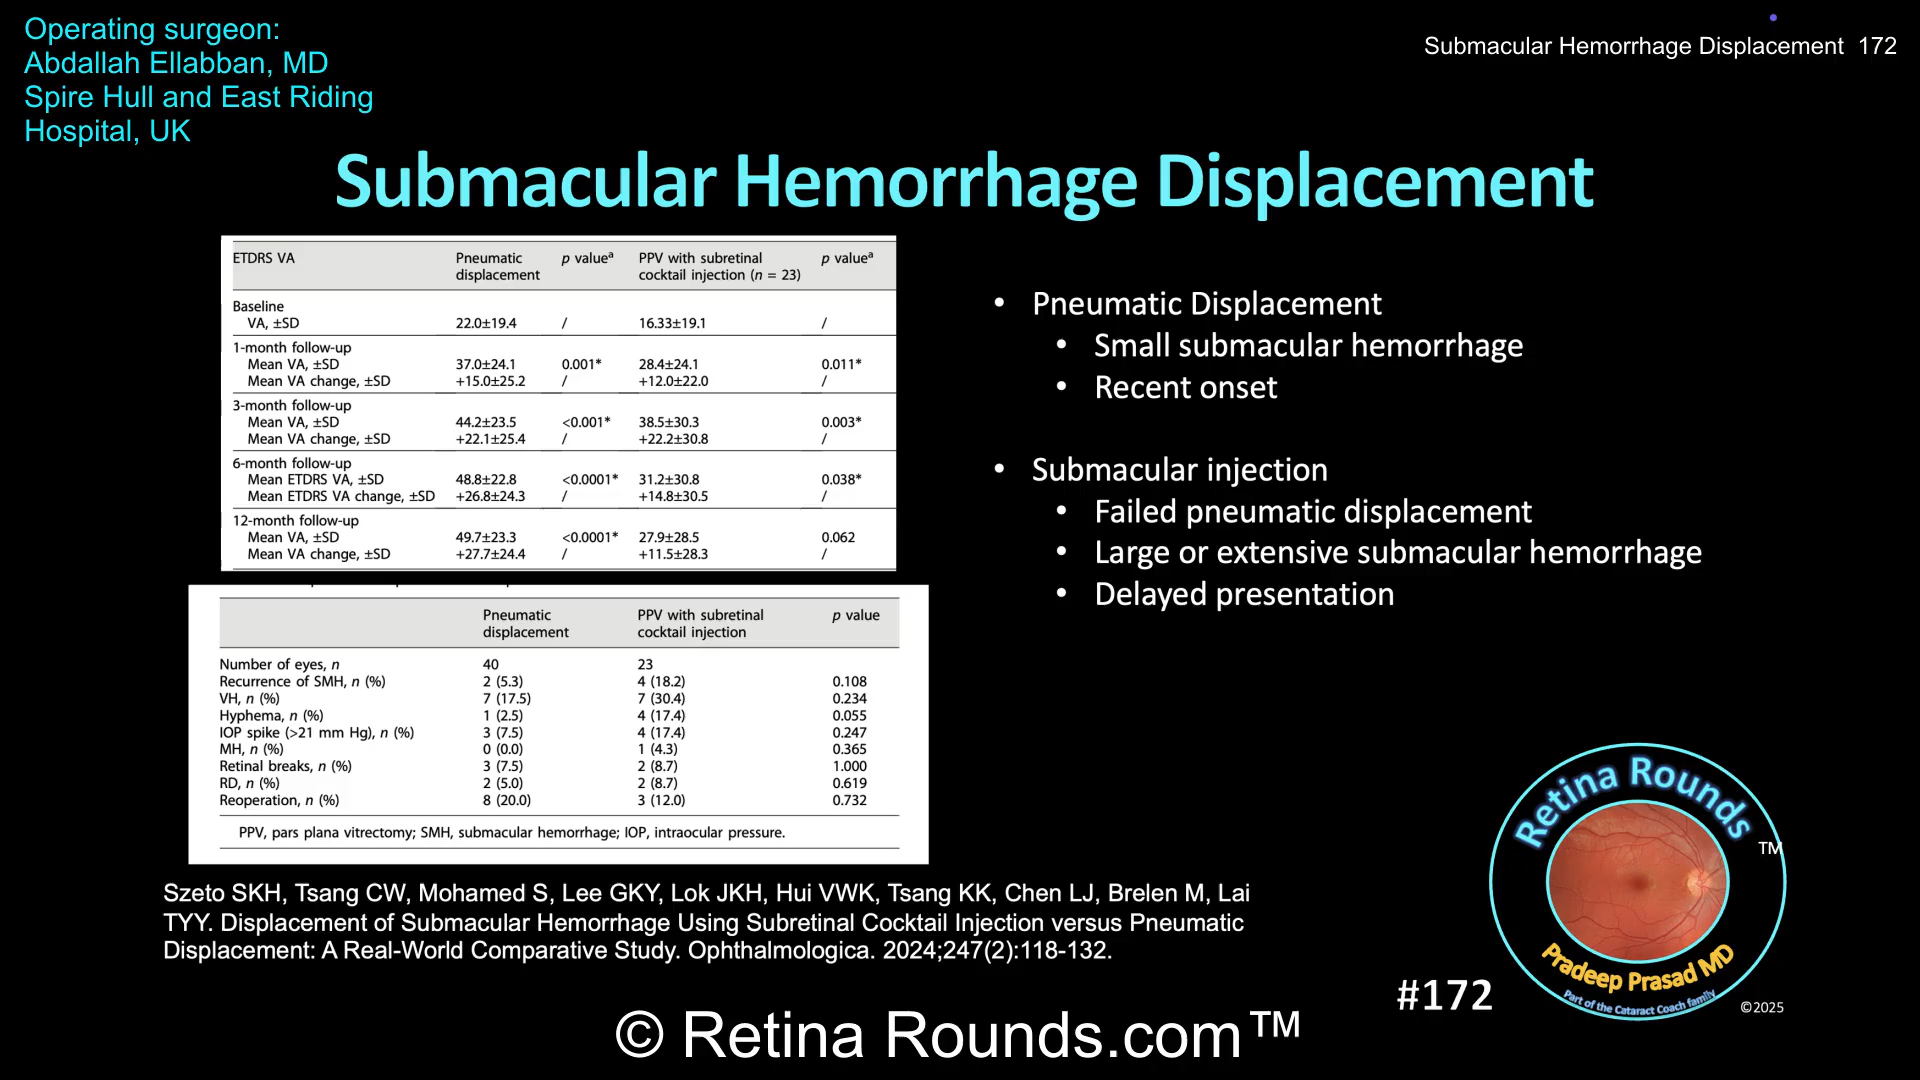 Operating surgeon:
Abdallah Ellabban, MD
Spire Hull and East Riding
Hospital, UK
Submacular Hemorrhage Displacement 172
Submacular Hemorrhage Displacement
ETDRS VA Pneumatic displacement p valueª PPV with subretinal cocktail injection (n = 23) p valueª
Baseline
VA, ±SD 22.0±19.4 / 16.33±19.1 /
1-month follow-up
Mean VA, ±SD 37.0±24.1 0.001* 28.4±24.1 0.011*
Mean VA change, ±SD +15.0±25.2 / +12.0±22.0 /
3-month follow-up
Mean VA, ±SD 44.2±23.5 <0.001* 38.5±30.3 0.003*
Mean VA change, ±SD +22.1±25.4 / +22.2±30.8 /
6-month follow-up
Mean ETDRS VA, ±SD 48.8±22.8 <0.0001* 31.2±30.8 0.038*
Mean ETDRS VA change, ±SD +26.8±24.3 / +14.8±30.5 /
12-month follow-up
Mean VA, ±SD 49.7±23.3 <0.0001* 27.9±28.5 0.062
Mean VA change, ±SD +27.7±24.4 / +11.5±28.3 /
Pneumatic displacement PPV with subretinal cocktail injection p value
Number of eyes, n 40 23
Recurrence of SMH, n (%) 2 (5.3) 4 (18.2) 0.108
VH, n (%) 7 (17.5) 7 (30.4) 0.234
Hyphema, n (%) 1 (2.5) 4 (17.4) 0.055
IOP spike (>21 mm Hg), n (%) 3 (7.5) 4 (17.4) 0.247
MH, n (%) 0 (0.0) 1 (4.3) 0.365
Retinal breaks, n (%) 3 (7.5) 2 (8.7) 1.000
RD, n (%) 2 (5.0) 2 (8.7) 0.619
Reoperation, n (%) 8 (20.0) 3 (12.0) 0.732
PPV, pars plana vitrectomy; SMH, submacular hemorrhage; IOP, intraocular pressure.
• Pneumatic Displacement
• Small submacular hemorrhage
• Recent onset
• Submacular injection
• Failed pneumatic displacement
• Large or extensive submacular hemorrhage
• Delayed presentation
Szeto SKH, Tsang CW, Mohamed S, Lee GKY, Lok JKH, Hui VWK, Tsang KK, Chen LJ, Brelen M, Lai
TYY. Displacement of Submacular Hemorrhage Using Subretinal Cocktail Injection versus Pneumatic
Displacement: A Real-World Comparative Study. Ophthalmologica. 2024;247(2):118-132.
Retina Rounds
TM
Pradeep Prasad MD
Part of the Cataract Coach family
#172
©2025
© Retina Rounds.com™